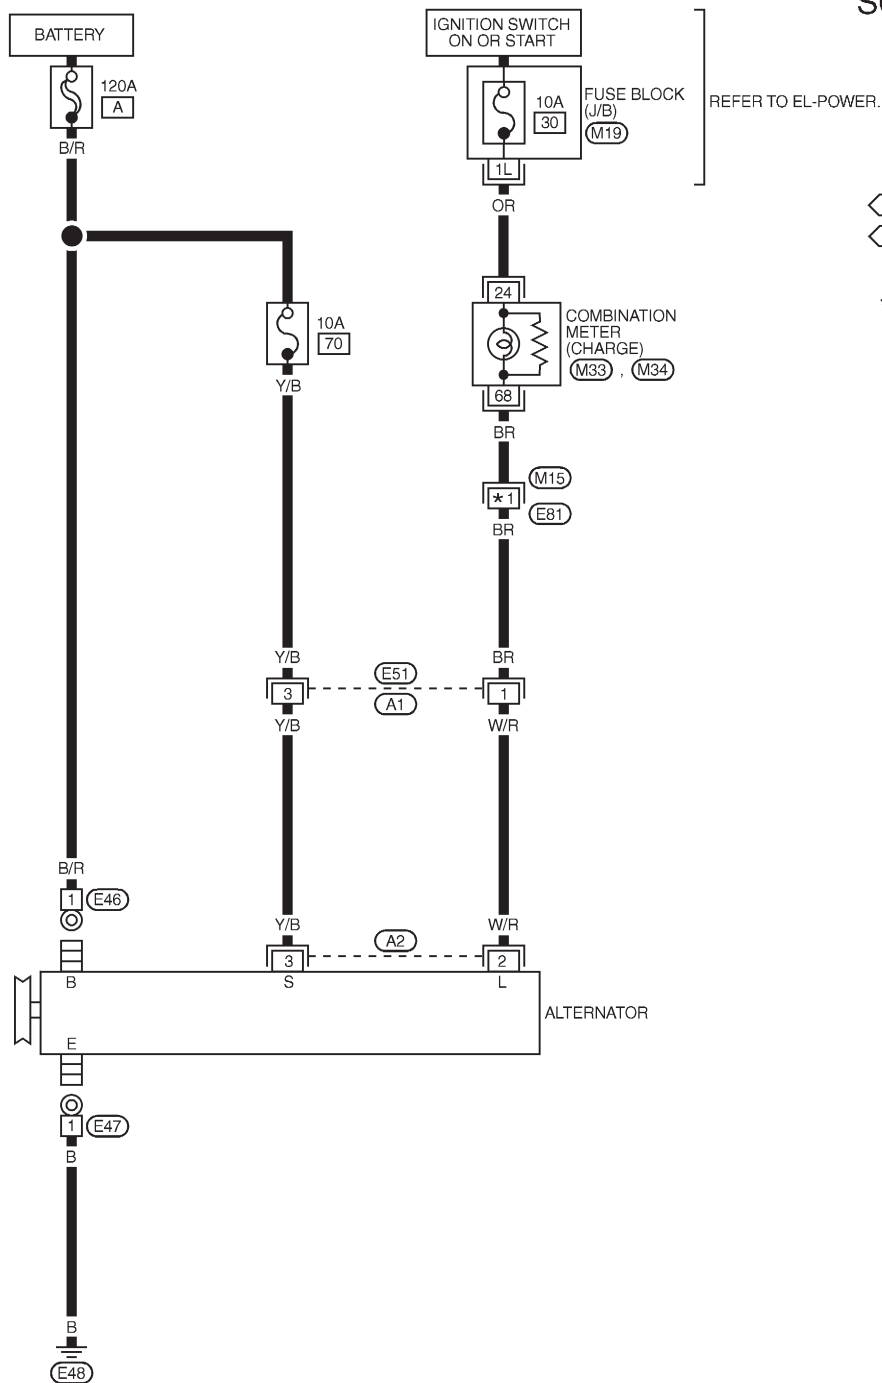 BATTERY
IGNITION SWITCH
ON OR START
120A
A
B/R
10A
30
FUSE BLOCK
(J/B)
M19
REFER TO EL-POWER.
1L
OR
10A
70
Y/B
24
COMBINATION
METER
(CHARGE)
M33 , M34
68
BR
M15
*1
E81
BR
Y/B
BR
3
E51
A1
1
Y/B
W/R
B/R
1
E46
Y/B
W/R
3
A2
2
B
S
L
ALTERNATOR
E
1
E47
B
B
E48